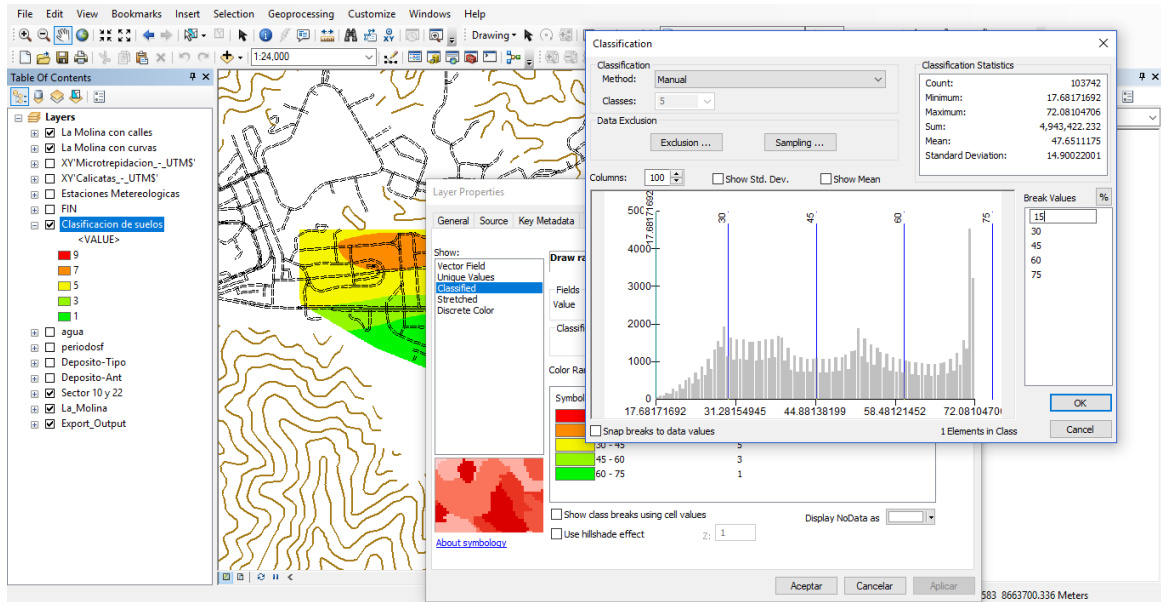 File Edit View Bookmarks Insert Selection Geoprocessing Customize Windows Help
Drawing
1:24,000
Table Of Contents
Layers
La Molina con calles
La Molina con curvas
XY'Microtrepidacion_-_UTM$'
XY'Calicatas_-_UTM$'
Estaciones Metereologicas
FIN
Clasificacion de suelos
<VALUE>
9
7
5
3
1
agua
periodosf
Deposito-Tipo
Deposito-Ant
Sector 10 y 22
La_Molina
Export_Output
Layer Properties
General Source Key Metadata
Show:
Vector Field
Unique Values
Classified
Stretched
Discrete Color
About symbology
Draw ra
Fields
Value
Classifi
Color Ra
Symbol
30 - 45 5
45 - 60 3
60 - 75 1
Show class breaks using cell values
Display NoData as
Use hillshade effect
Z: 1
Aceptar Cancelar Aplicar
Classification
Classification
Method: Manual
Classes: 5
Data Exclusion
Exclusion ... Sampling ...
Classification Statistics
Count: 103742
Minimum: 17.68171692
Maximum: 72.08104706
Sum: 4,943,422.232
Mean: 47.6511175
Standard Deviation: 14.90022001
Columns: 100 Show Std. Dev. Show Mean
17.68171692 30 45 60 75
5000
4000
3000
2000
1000
0
17.68171692 31.28154945 44.88138199 58.48121452 72.0810470
Break Values %
15
30
45
60
75
OK
Cancel
Snap breaks to data values
1 Elements in Class
583 8663700.336 Meters